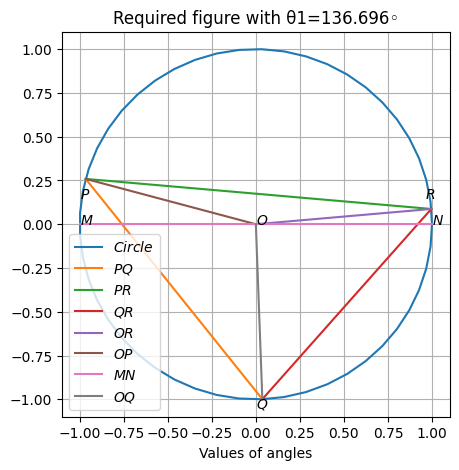 Required figure with θ1=136.696◦
1.00
0.75
0.50
0.25
0.00
−0.25
−0.50
−0.75
−1.00
P
R
M
O
N
Q
Circle
PQ
PR
QR
OR
OP
MN
OQ
−1.00 −0.75 −0.50 −0.25 0.00 0.25 0.50 0.75 1.00
Values of angles